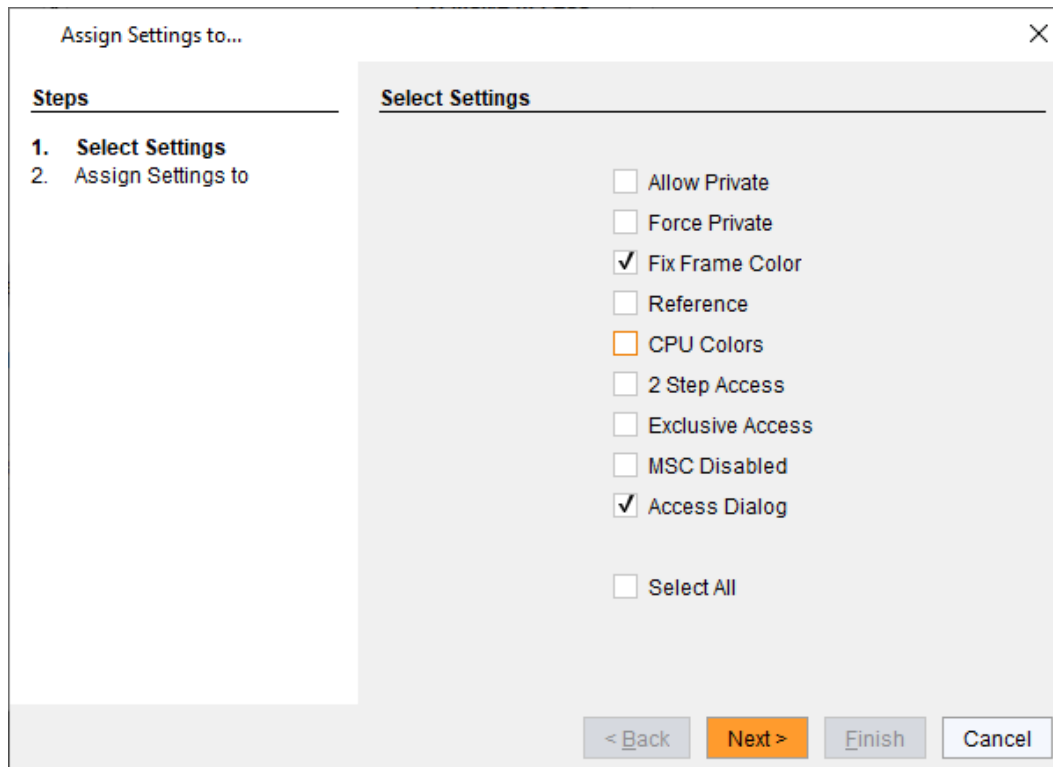 Assign Settings to...
Steps
1. Select Settings
2. Assign Settings to
Select Settings
Allow Private
Force Private
Fix Frame Color
Reference
CPU Colors
2 Step Access
Exclusive Access
MSC Disabled
Access Dialog
Select All
< Back Next > Finish Cancel